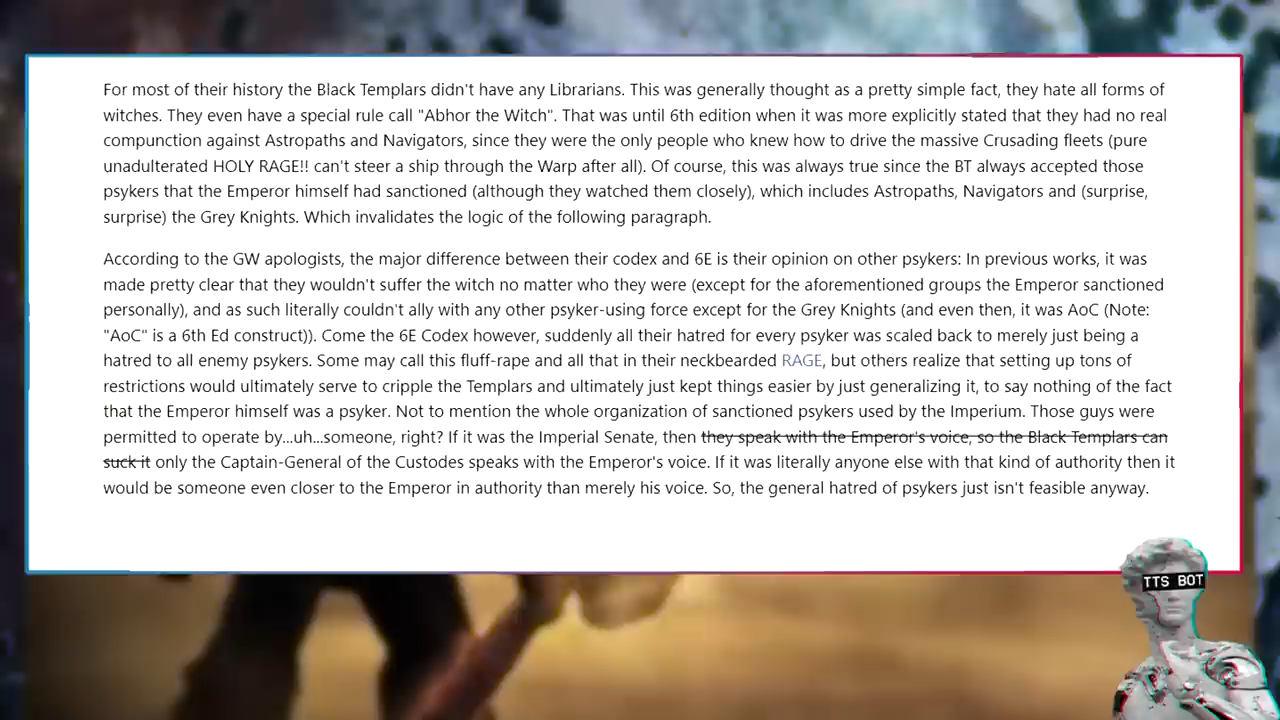 For most of their history the Black Templars didn't have any Librarians. This was generally thought as a pretty simple fact, they hate all forms of
witches. They even have a special rule call "Abhor the Witch". That was until 6th edition when it was more explicitly stated that they had no real
compunction against Astropaths and Navigators, since they were the only people who knew how to drive the massive Crusading fleets (pure
unadulterated HOLY RAGE!! can't steer a ship through the Warp after all). Of course, this was always true since the BT always accepted those
psykers that the Emperor himself had sanctioned (although they watched them closely), which includes Astropaths, Navigators and (surprise,
surprise) the Grey Knights. Which invalidates the logic of the following paragraph.
According to the GW apologists, the major difference between their codex and 6E is their opinion on other psykers: In previous works, it was
made pretty clear that they wouldn't suffer the witch no matter who they were (except for the aforementioned groups the Emperor sanctioned
personally), and as such literally couldn't ally with any other psyker-using force except for the Grey Knights (and even then, it was AoC (Note:
"AoC" is a 6th Ed construct)). Come the 6E Codex however, suddenly all their hatred for every psyker was scaled back to merely just being a
hatred to all enemy psykers. Some may call this fluff-rape and all that in their neckbearded RAGE, but others realize that setting up tons of
restrictions would ultimately serve to cripple the Templars and ultimately just kept things easier by just generalizing it, to say nothing of the fact
that the Emperor himself was a psyker. Not to mention the whole organization of sanctioned psykers used by the Imperium. Those guys were
permitted to operate by...uh...someone, right? If it was the Imperial Senate, then they speak with the Emperor's voice, so the Black Templars can
suck it only the Captain-General of the Custodes speaks with the Emperor's voice. If it was literally anyone else with that kind of authority then it
would be someone even closer to the Emperor in authority than merely his voice. So, the general hatred of psykers just isn't feasible anyway.
TTS BOT